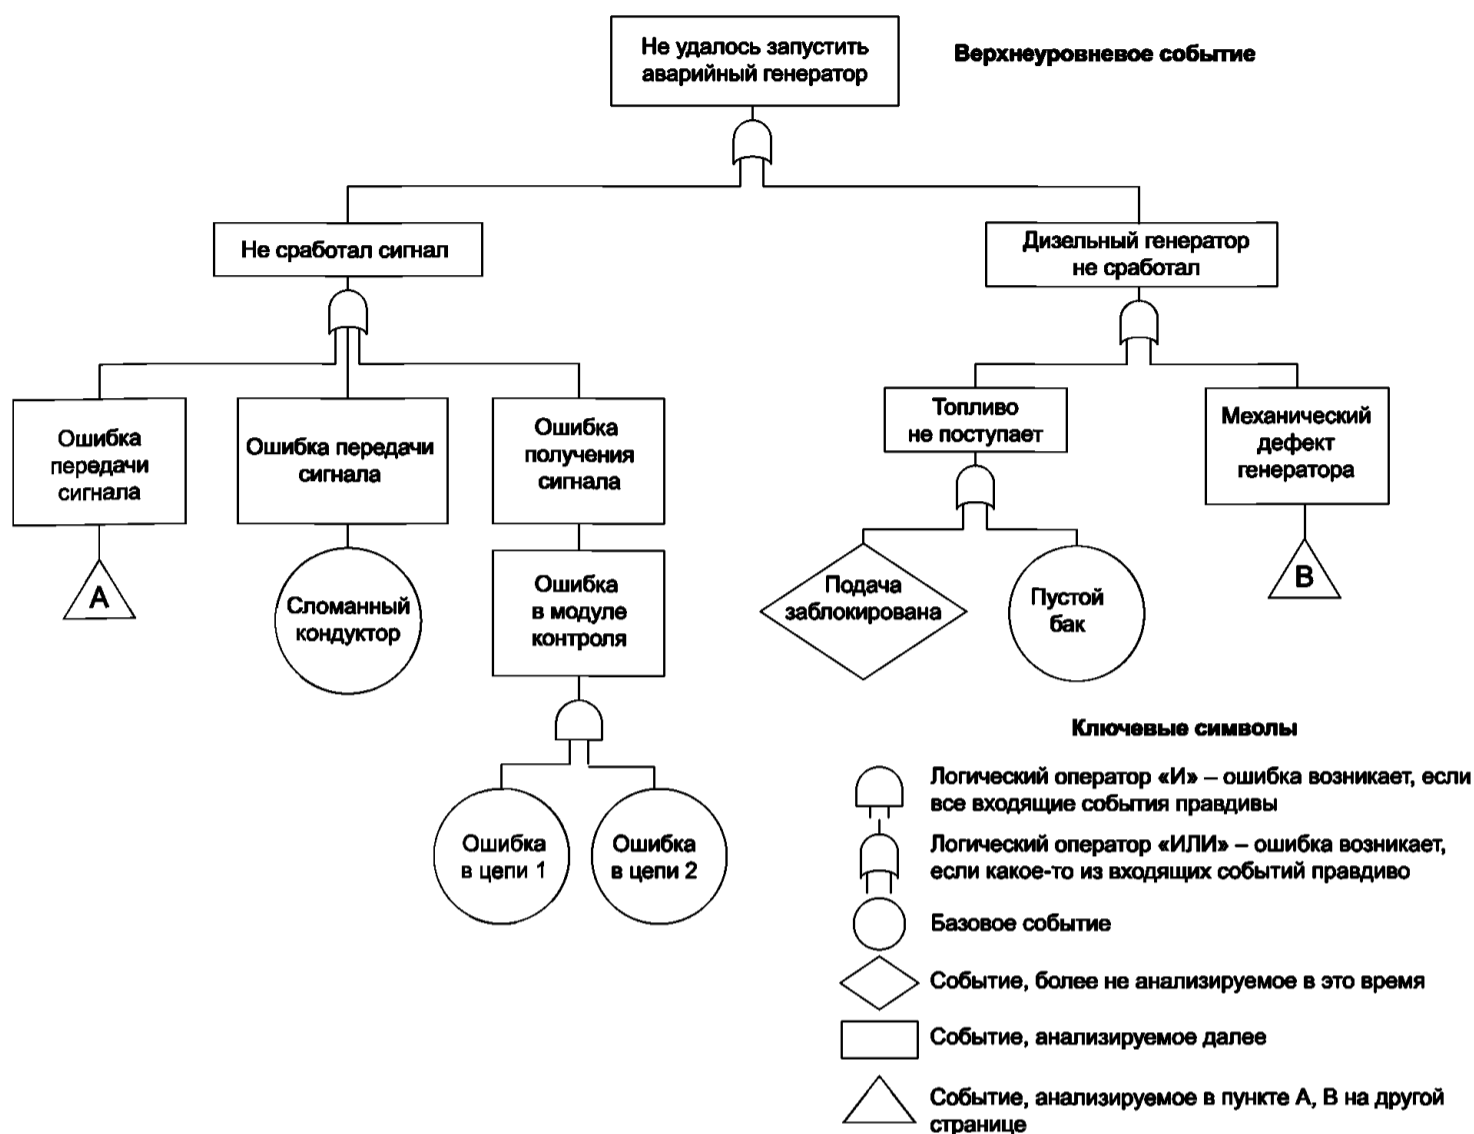 Не удалось запустить
аварийный генератор
Верхнеуровневое событие
Не сработал сигнал
Дизельный генератор
не сработал
Ошибка
передачи
сигнала
Ошибка передачи
сигнала
Ошибка
получения
сигнала
Топливо
не поступает
Механический
дефект
генератора
А
Сломанный
кондуктор
Ошибка
в модуле
контроля
Подача
заблокирована
Пустой
бак
В
Ошибка
в цепи 1
Ошибка
в цепи 2
Ключевые символы
Логический оператор «И» – ошибка возникает, если
все входящие события правдивы
Логический оператор «ИЛИ» – ошибка возникает,
если какое-то из входящих событий правдиво
Базовое событие
Событие, более не анализируемое в это время
Событие, анализируемое далее
Событие, анализируемое в пункте А, В на другой
странице